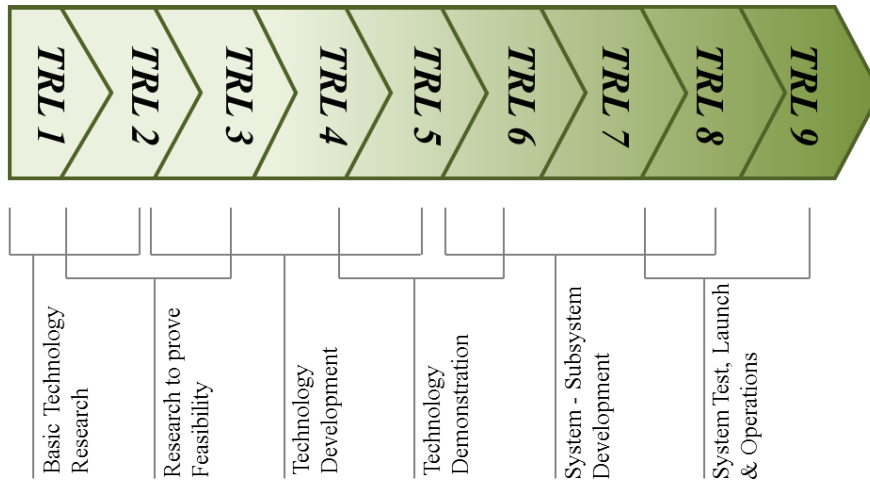 TRL 1
TRL 2
TRL 3
TRL 4
TRL 5
TRL 6
TRL 7
TRL 8
TRL 9
Basic Technology
Research
Research to prove
Feasibility
Technology
Development
Technology
Demonstration
System - Subsystem
Development
System Test, Launch
& Operations